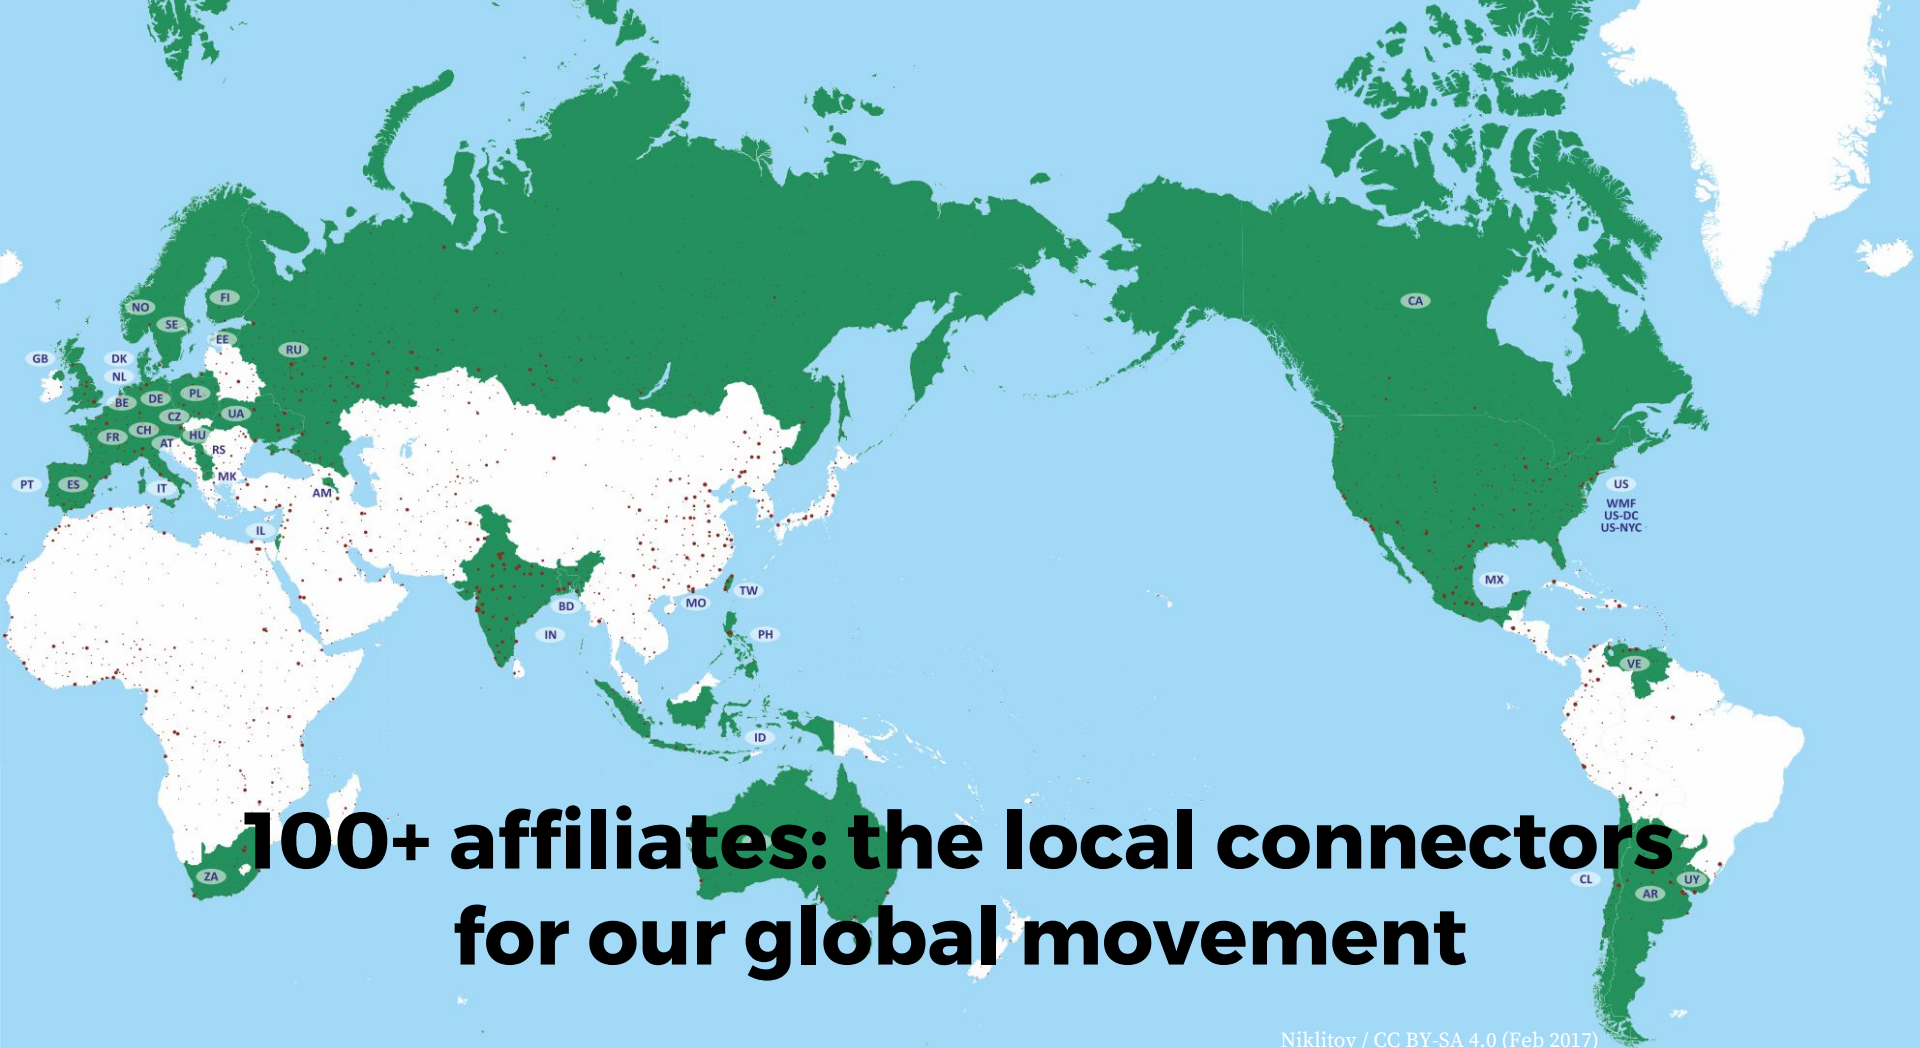 FI
NO
SE
EE
RU
GB
DK
NL
BE
DE
PL
CZ
UA
FR
CH
AT
HU
RS
MK
PT
ES
IT
AM
IL
TW
MO
BD
IN
PH
ID
ZA
CA
US
WMF
US-DC
US-NYC
MX
VE
CL
AR
UY
100+ affiliates: the local connectors
for our global movement
Niklitov / CC BY-SA 4.0 (Feb 2017)